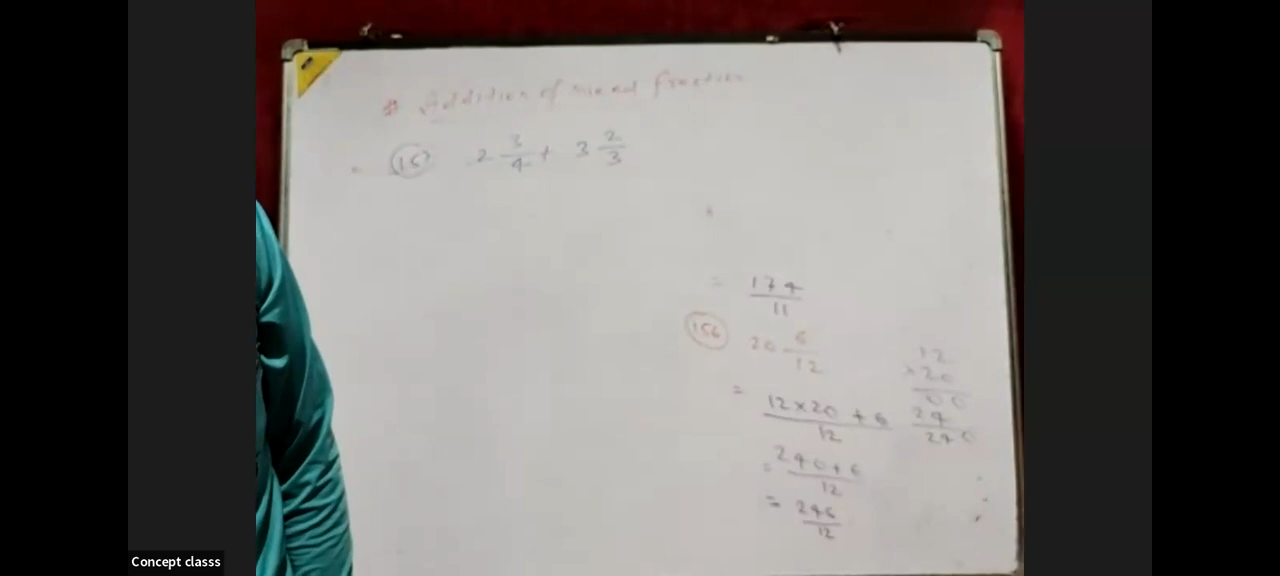 Addition of mixed fraction
157 2 3/4 + 3 2/3
= 174/11
156 20 6/12
= 12×20 + 6/12
= 240+6/12
= 246/12
12
×20
00
24
240
Concept classs